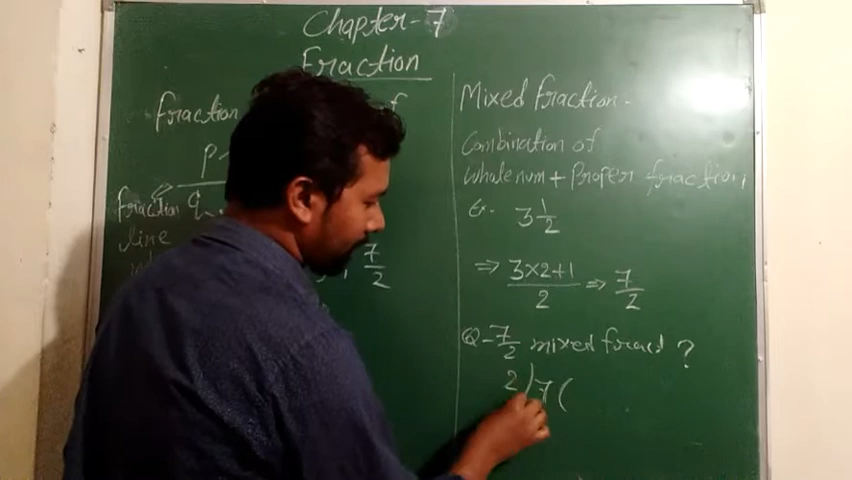 Chapter-7
Fraction
fraction
P
q
fraction
line
7
2
Mixed fraction -
Combination of
Whole num + Proper fraction,
Ex. 3 1/2
⇒ 3×2+1/2 ⇒ 7/2
Q - 7/2 mixed fract ?
2)7(